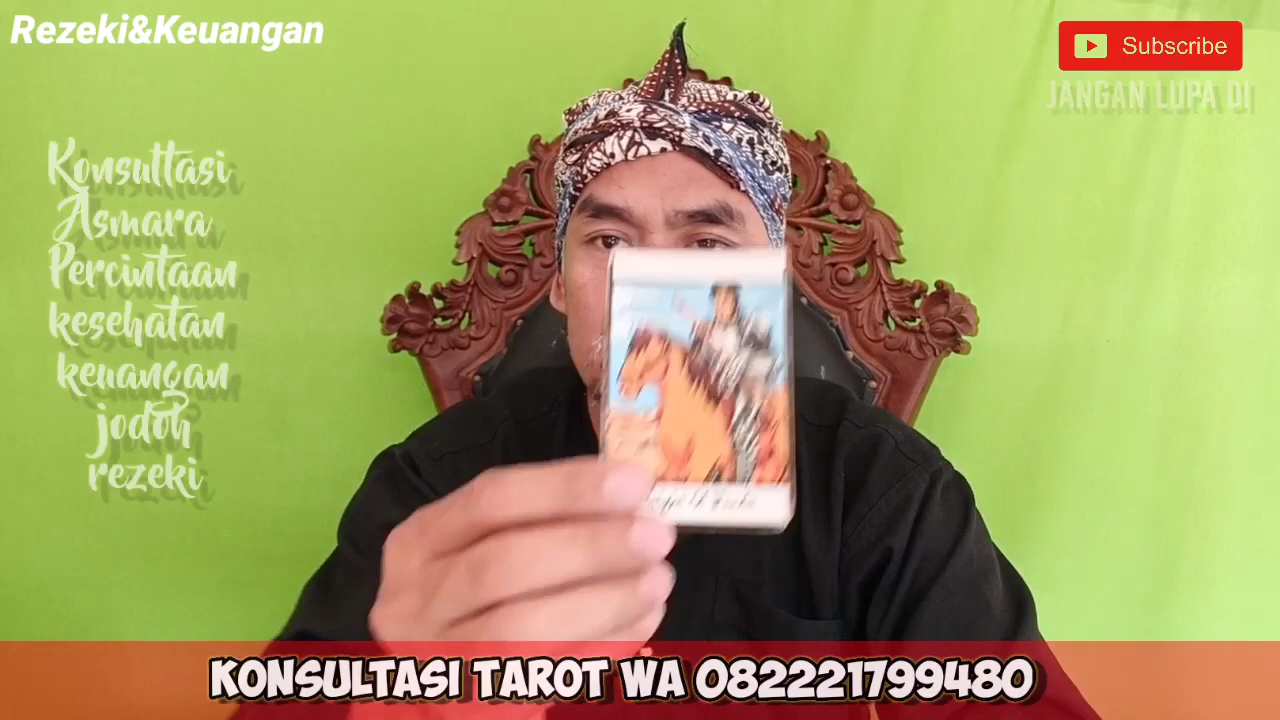 Rezeki&Keuangan
Subscribe
JANGAN LUPA DI
Konsultasi
Asmara
Percintaan
kesehatan
keuangan
jodoh
rezeki
KONSULTASI TAROT WA 082221799480